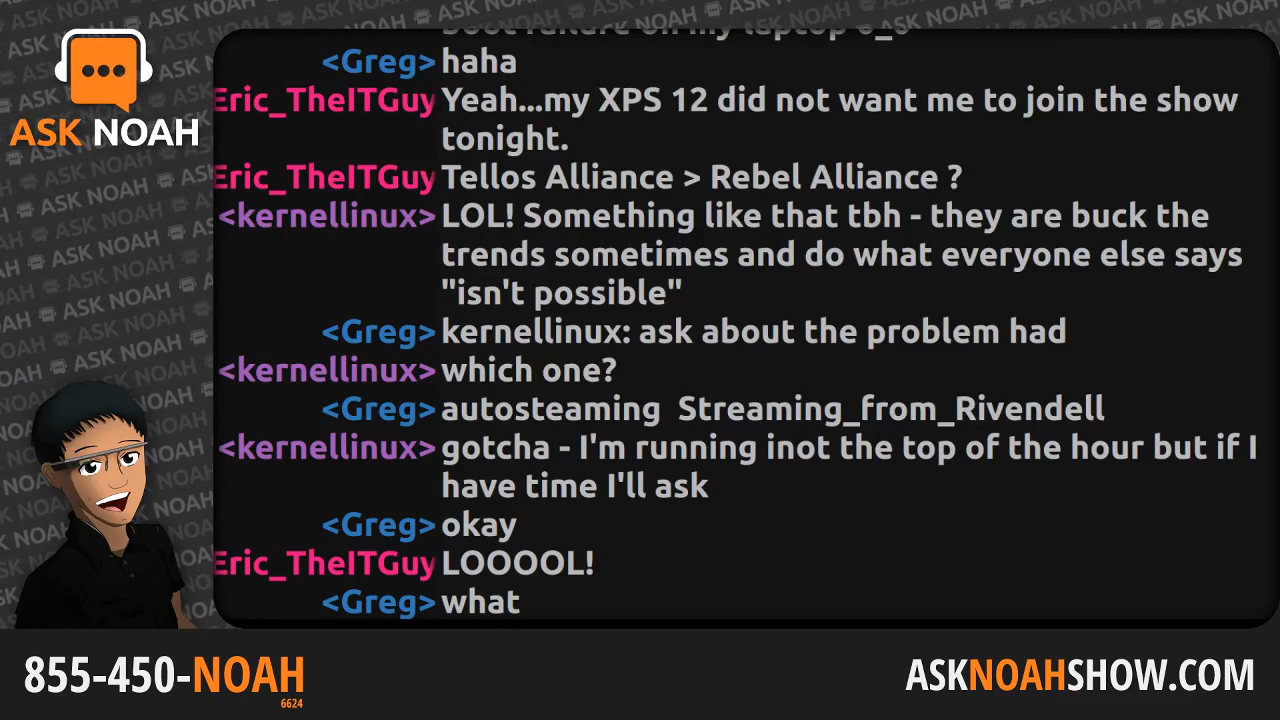 ASK NOAH
<Greg> haha
Eric_TheITGuy Yeah...my XPS 12 did not want me to join the show
tonight.
Eric_TheITGuy Tellos Alliance > Rebel Alliance ?
<kernellinux> LOL! Something like that tbh - they are buck the
trends sometimes and do what everyone else says
"isn't possible"
<Greg> kernellinux: ask about the problem had
<kernellinux> which one?
<Greg> autosteaming Streaming_from_Rivendell
<kernellinux> gotcha - I'm running inot the top of the hour but if I
have time I'll ask
<Greg> okay
Eric_TheITGuy LOOOOL!
<Greg> what
855-450-NOAH
6624
ASKNOAHSHOW.COM